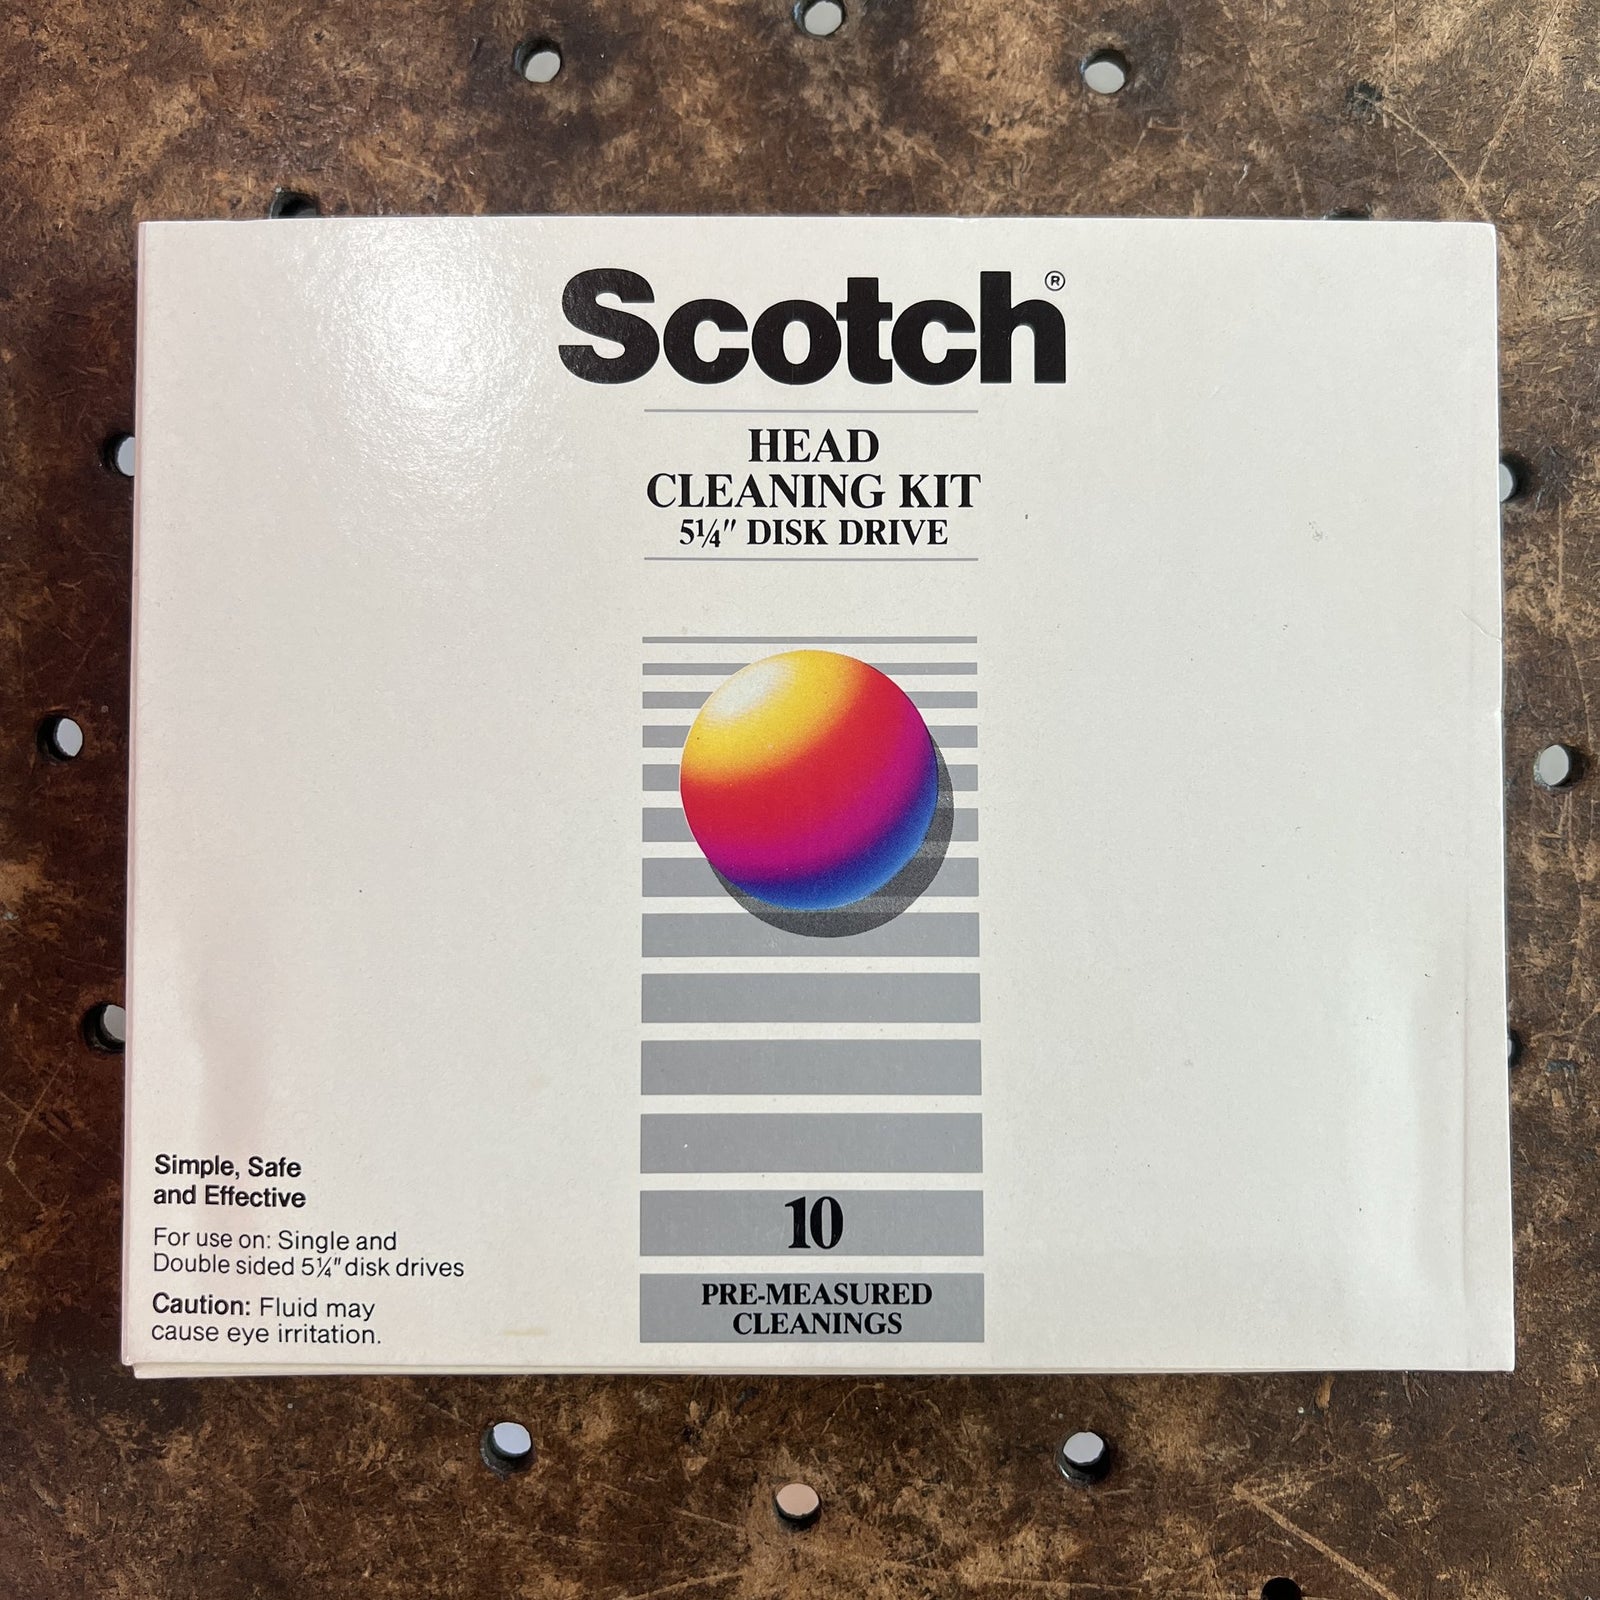 Scotch®
HEAD
CLEANING KIT
5¼" DISK DRIVE
10
PRE-MEASURED
CLEANINGS
Simple, Safe
and Effective
For use on: Single and
Double sided 5¼" disk drives
Caution: Fluid may
cause eye irritation.